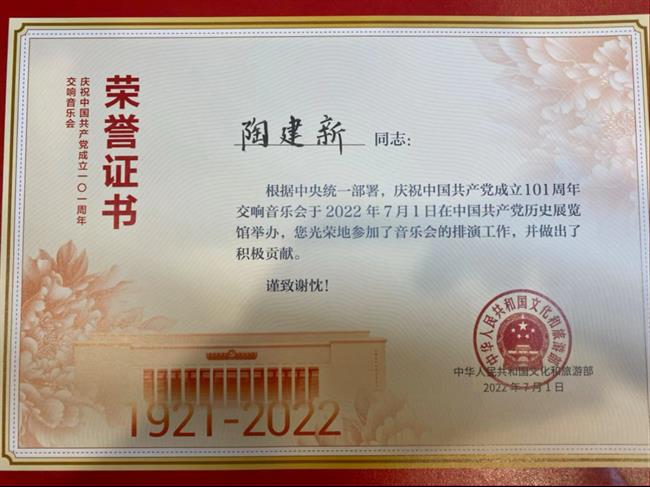 荣誉证书
庆祝中国共产党成立一〇一周年
交响音乐会
陶建新 同志：
根据中央统一部署，庆祝中国共产党成立101周年
交响音乐会于2022年7月1日在中国共产党历史展览
馆举办，您光荣地参加了音乐会的排演工作，并做出了
积极贡献。
谨致谢忱！
中华人民共和国文化和旅游部
中华人民共和国文化和旅游部
2022年7月1日
1921-2022